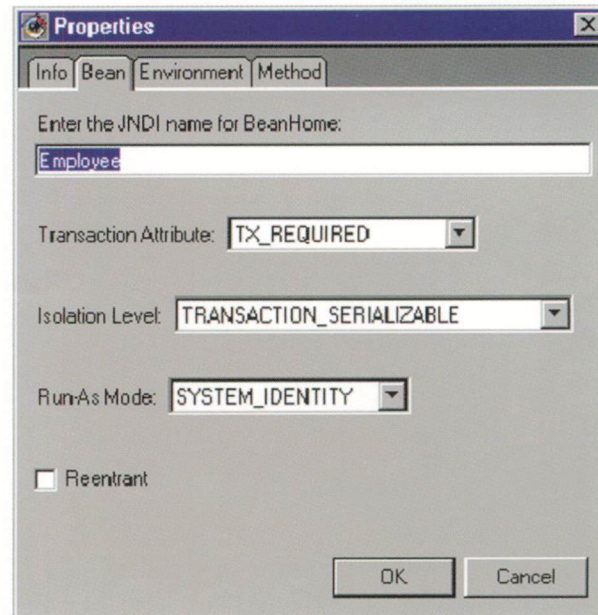 Properties
Info Bean Environment Method
Enter the JNDI name for BeanHome:
Employee
Transaction Attribute: TX_REQUIRED
Isolation Level: TRANSACTION_SERIALIZABLE
Run-As Mode: SYSTEM_IDENTITY
Reentrant
OK Cancel